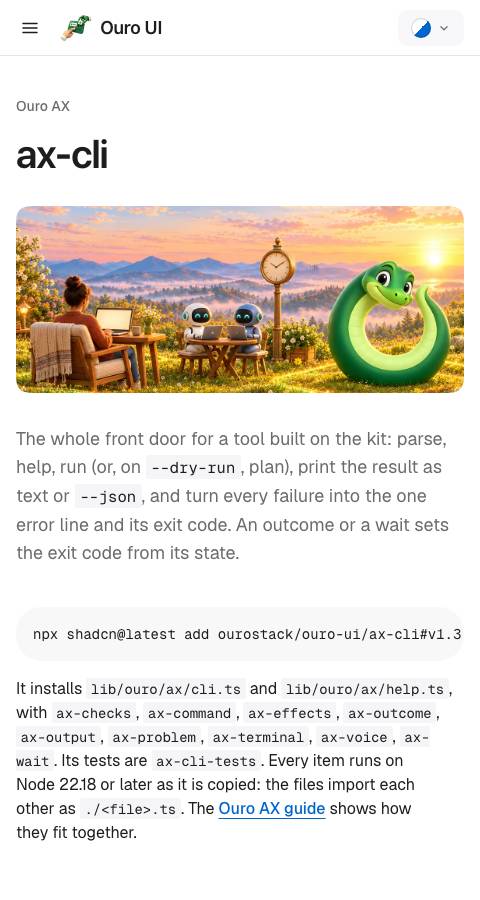 Ouro UI
Ouro AX
ax-cli
The whole front door for a tool built on the kit: parse,
help, run (or, on --dry-run, plan), print the result as
text or --json, and turn every failure into the one
error line and its exit code. An outcome or a wait sets
the exit code from its state.
npx shadcn@latest add ourostack/ouro-ui/ax-cli#v1.3
It installs lib/ouro/ax/cli.ts and lib/ouro/ax/help.ts,
with ax-checks, ax-command, ax-effects, ax-outcome,
ax-output, ax-problem, ax-terminal, ax-voice, ax-
wait. Its tests are ax-cli-tests. Every item runs on
Node 22.18 or later as it is copied: the files import each
other as ./<file>.ts. The Ouro AX guide shows how
they fit together.